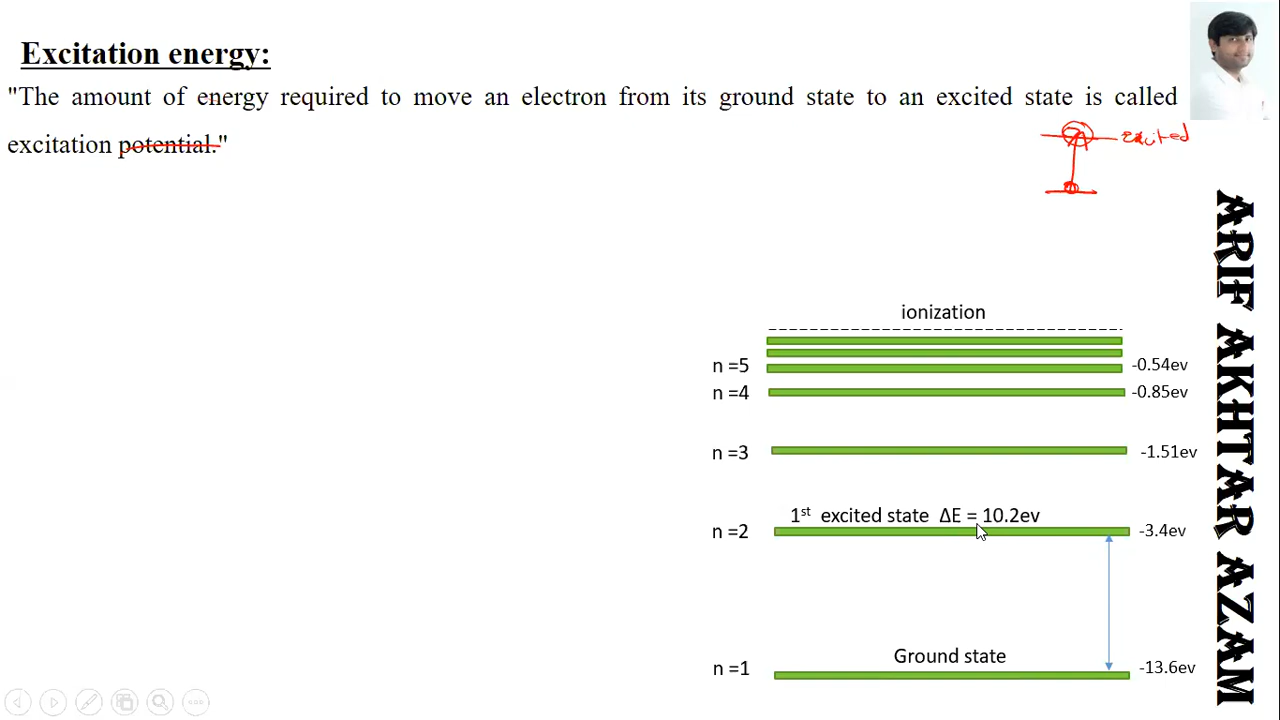 Excitation energy:
"The amount of energy required to move an electron from its ground state to an excited state is called
excitation potential."
excited
ionization
n =5 -0.54ev
n =4 -0.85ev
n =3 -1.51ev
1st excited state ΔE = 10.2ev
n =2 -3.4ev
Ground state
n =1 -13.6ev
ARIF AKHTAR AZAM